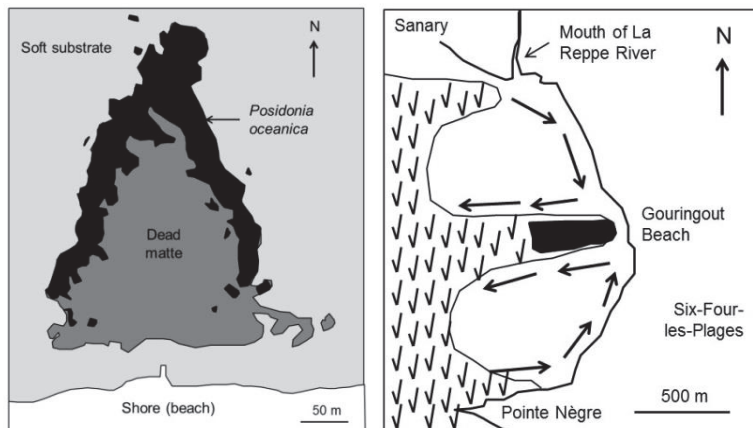 Soft substrate
N
Posidonia
oceanica
Dead
matte
Shore (beach)
50 m
Sanary
Mouth of La
Reppe River
N
Gouringout
Beach
Six-Four-
les-Plages
Pointe Nègre
500 m